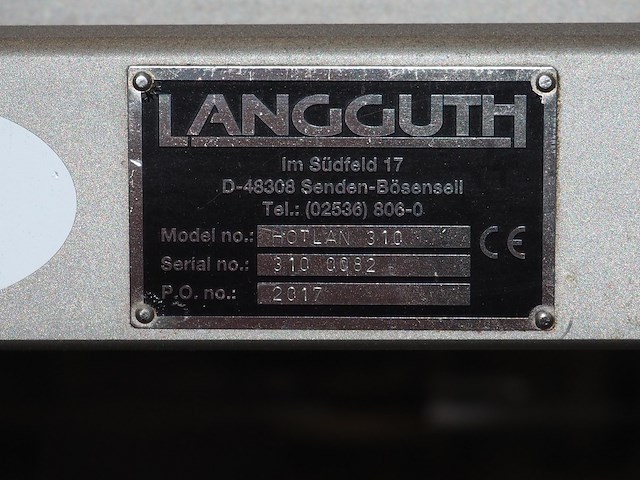 LANGGUTH
Im Südfeld 17
D-48308 Senden-Bösensell
Tel.: (02536) 806-0
Model no.: HOTLAN 310
Serial no.: 310 0082
P.O. no.: 2017
CE